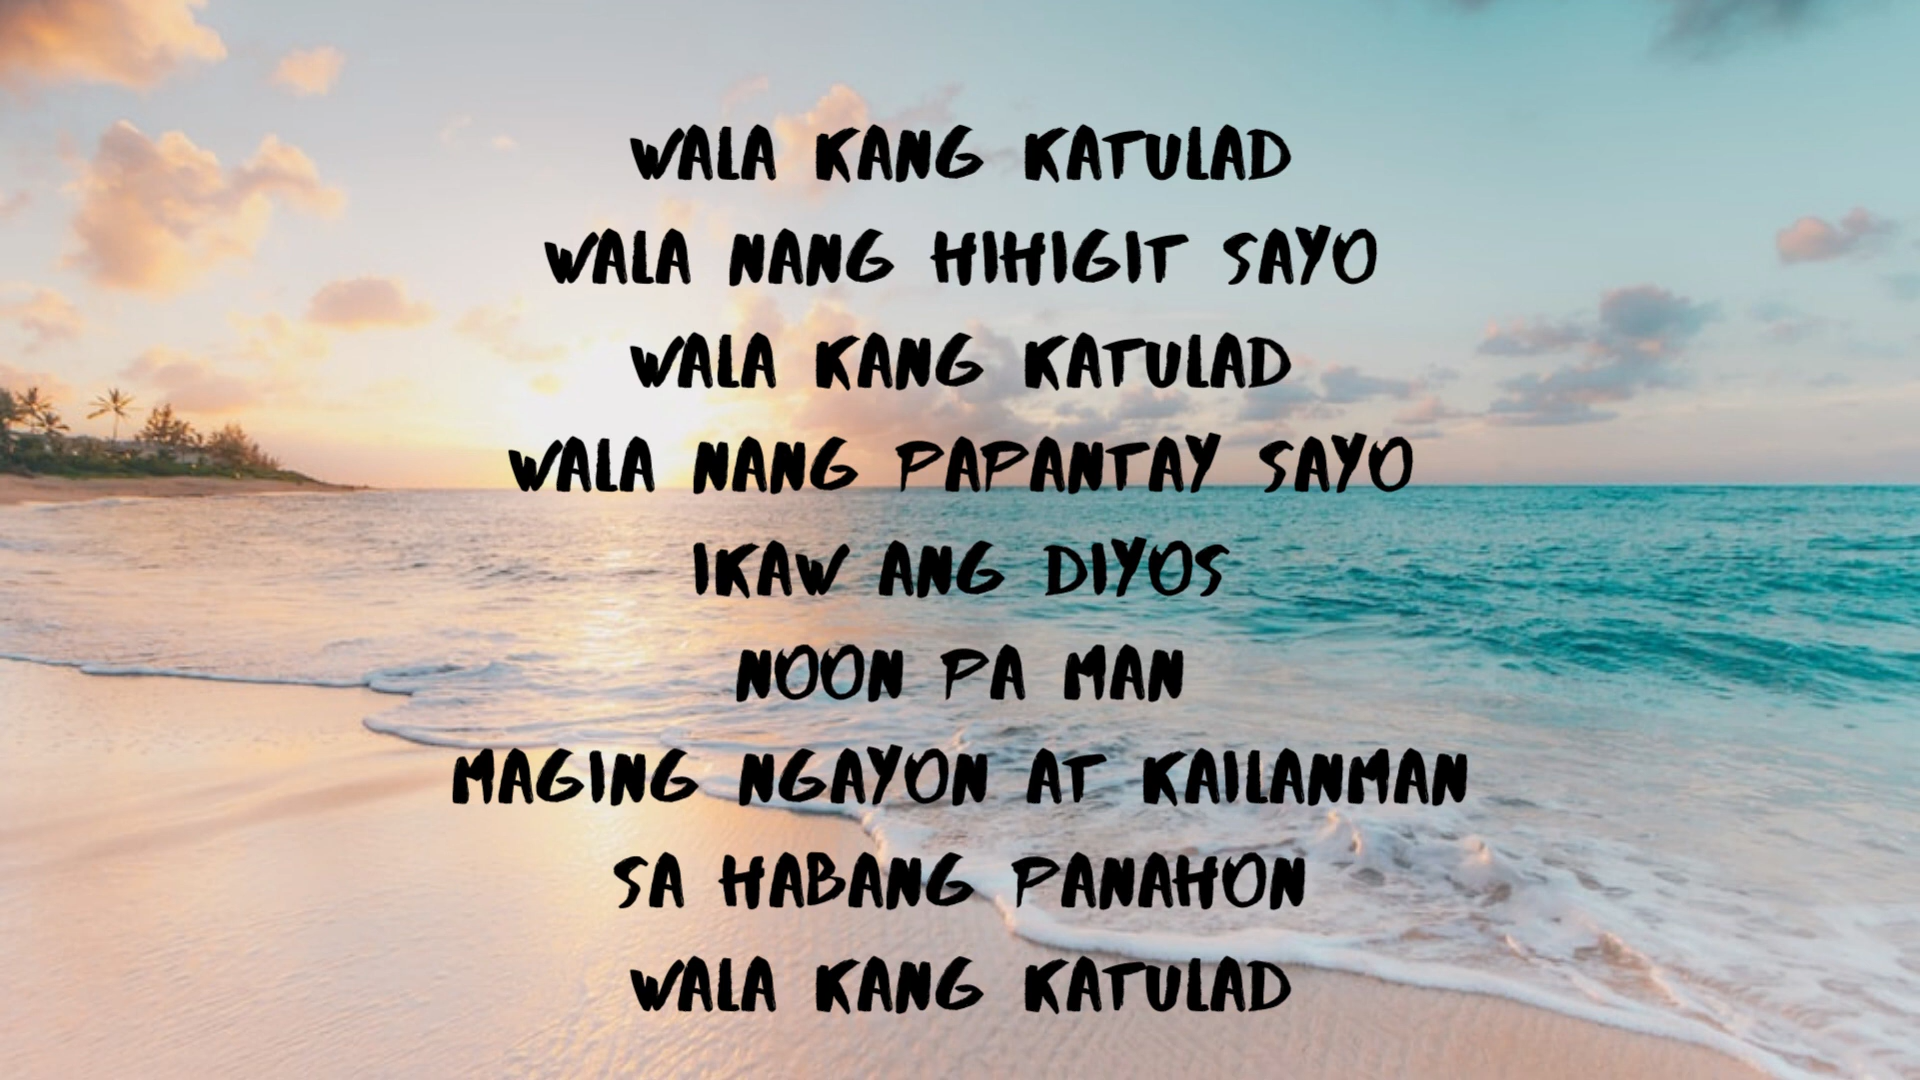 WALA KANG KATULAD
WALA NANG HIHIGIT SAYO
WALA KANG KATULAD
WALA NANG PAPANTAY SAYO
IKAW ANG DIYOS
NOON PA MAN
MAGING NGAYON AT KAILANMAN
SA HABANG PANAHON
WALA KANG KATULAD